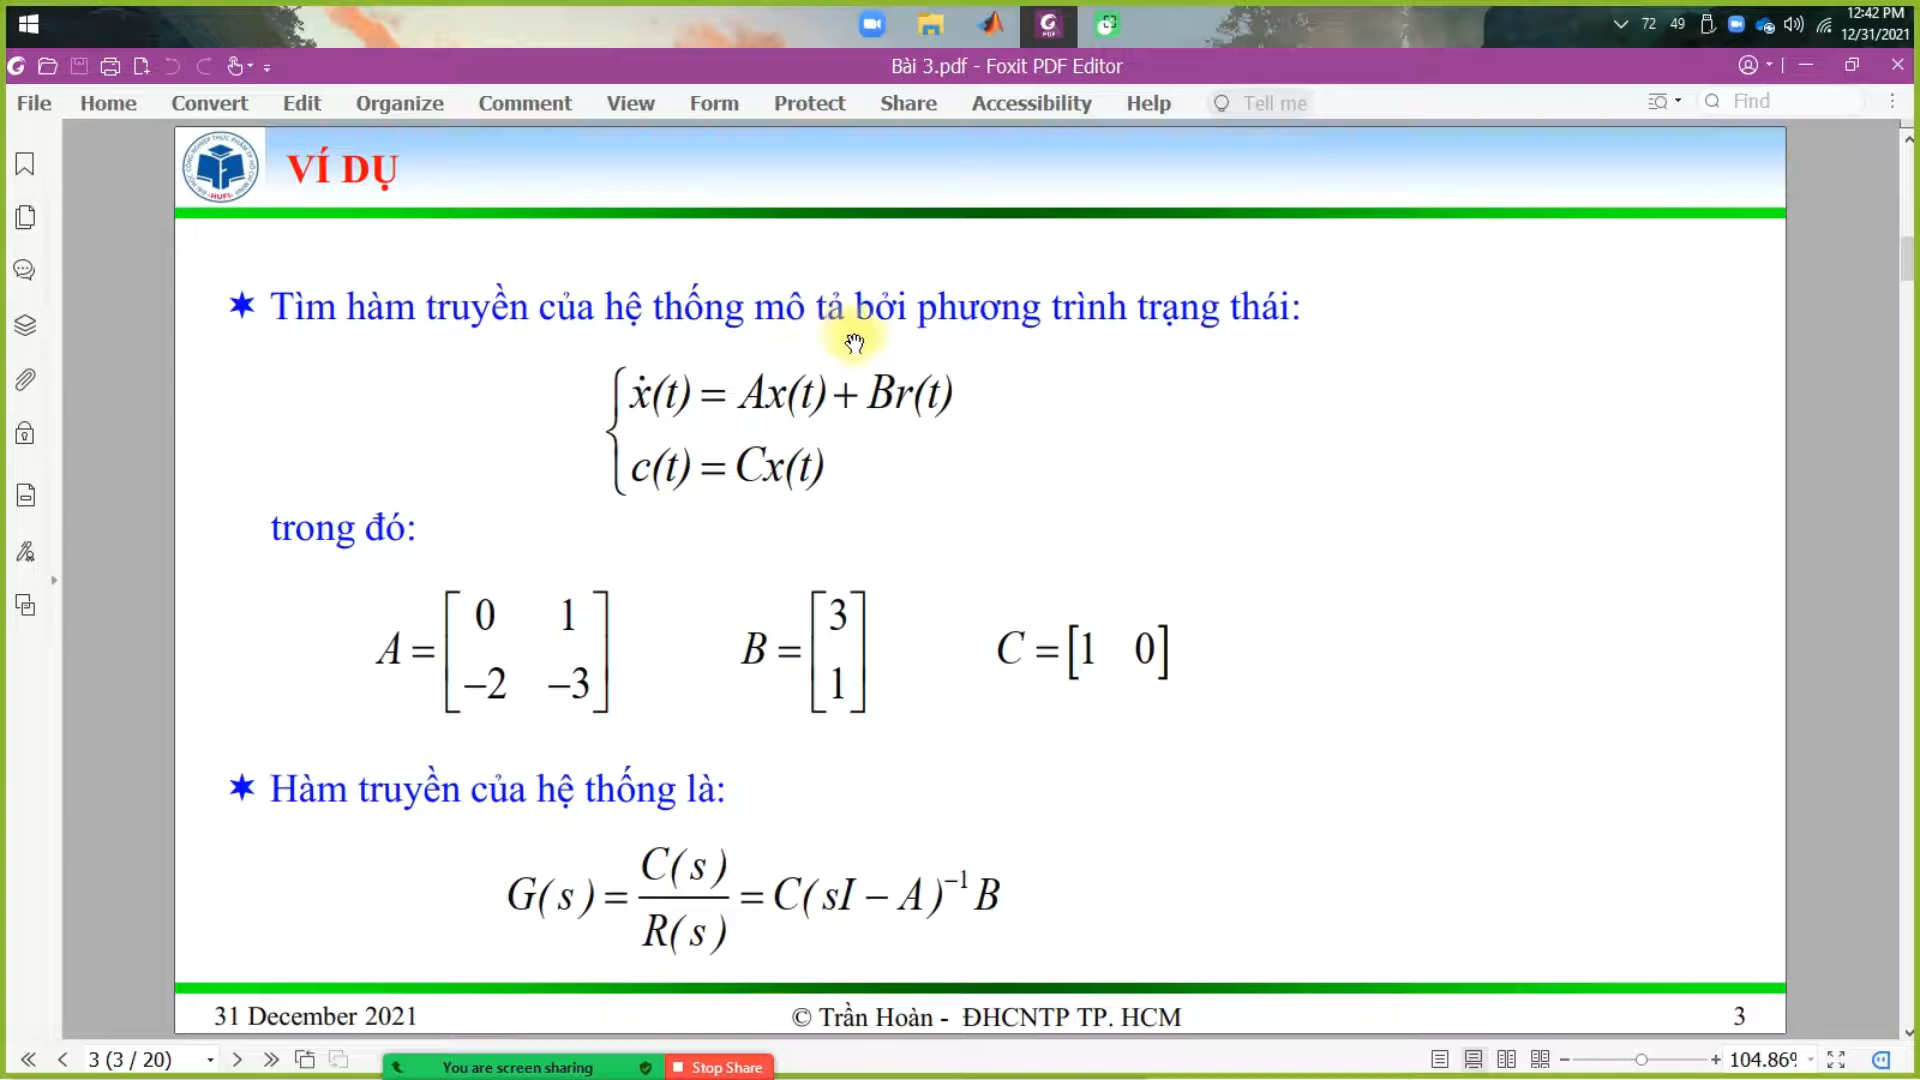 72 49 12:42 PM
12/31/2021
Bài 3.pdf - Foxit PDF Editor
File Home Convert Edit Organize Comment View Form Protect Share Accessibility Help Tell me Find
VÍ DỤ
HUFI
Tìm hàm truyền của hệ thống mô tả bởi phương trình trạng thái:
ẋ(t) = Ax(t) + Br(t)
c(t) = Cx(t)
trong đó:
A = [0 1; −2 −3] B = [3; 1] C = [1 0]
Hàm truyền của hệ thống là:
G(s) = C(s)/R(s) = C(sI − A)⁻¹B
31 December 2021 © Trần Hoàn - ĐHCNTP TP. HCM 3
3 (3 / 20) You are screen sharing Stop Share 104.86%